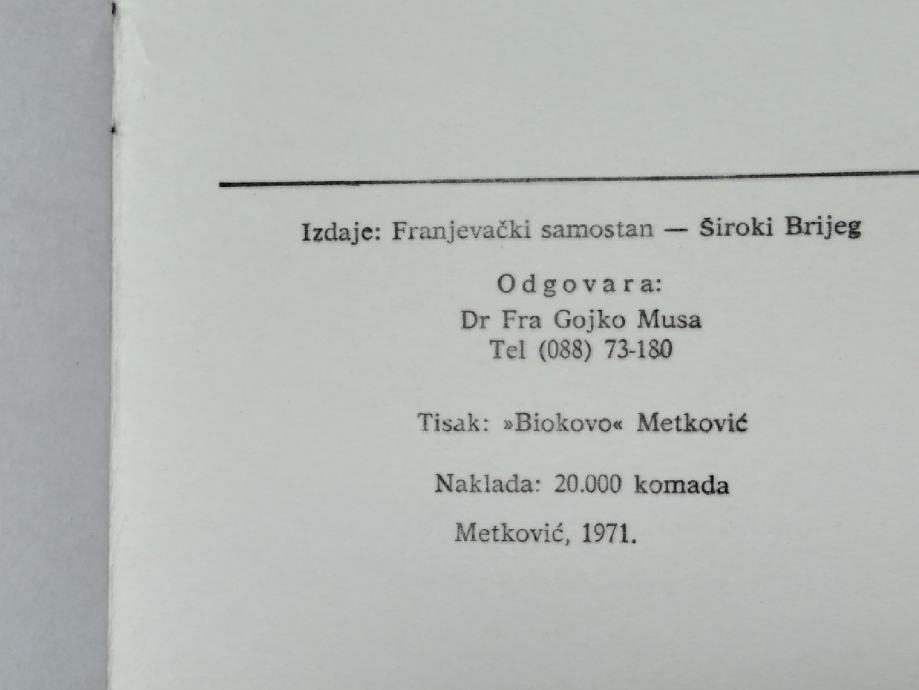 Izdaje: Franjevački samostan — Široki Brijeg
Odgovara:
Dr Fra Gojko Musa
Tel (088) 73-180
Tisak: »Biokovo« Metković
Naklada: 20.000 komada
Metković, 1971.